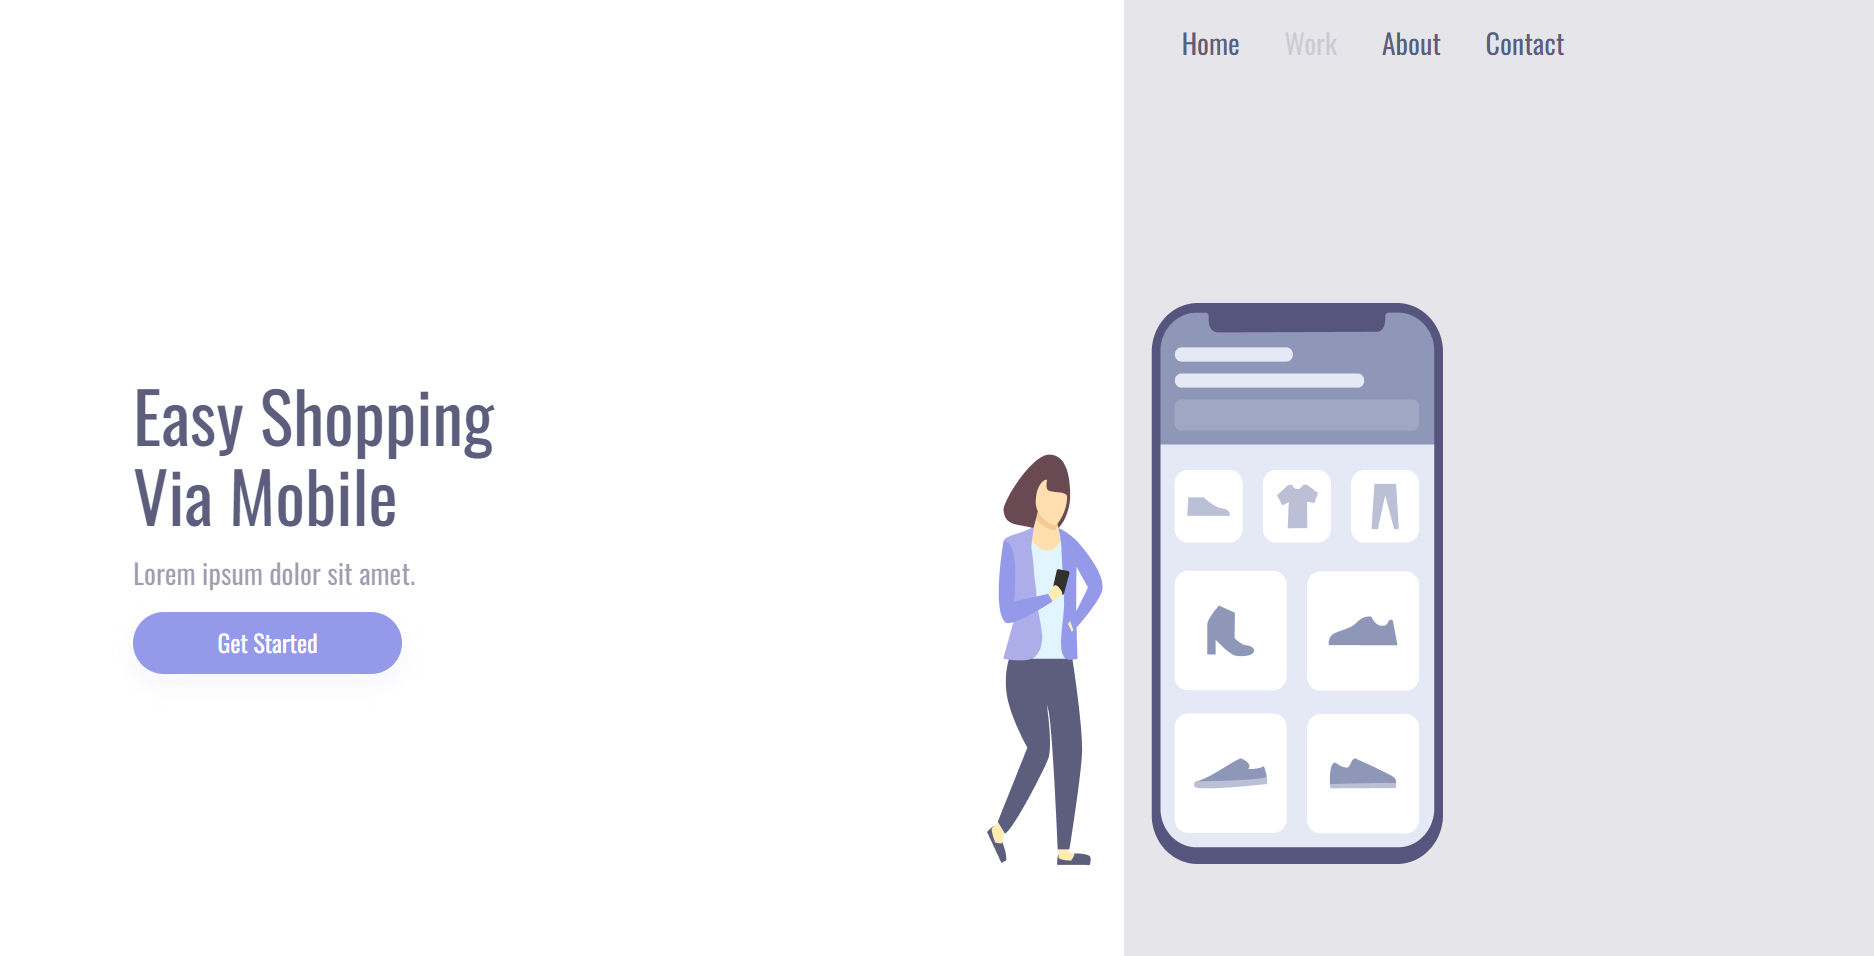 Home Work About Contact
Easy Shopping
Via Mobile
Lorem ipsum dolor sit amet.
Get Started